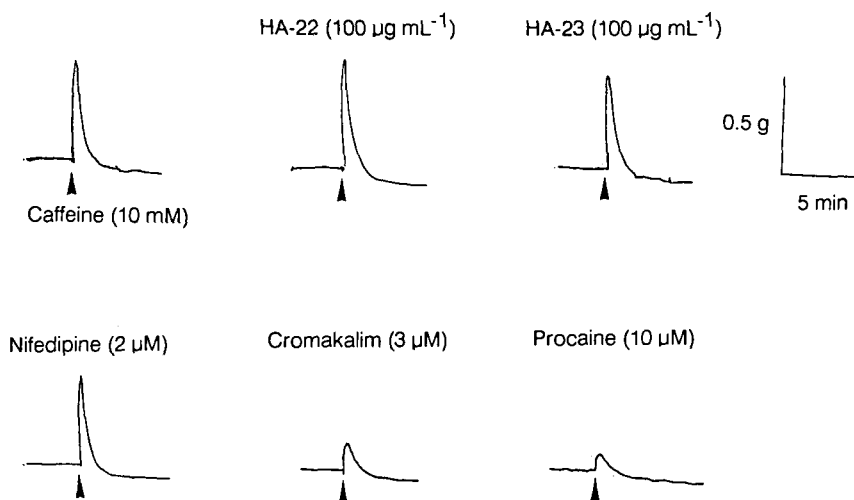 HA-22 (100 µg mL⁻¹)
HA-23 (100 µg mL⁻¹)
0.5 g
5 min
Caffeine (10 mM)
Nifedipine (2 µM)
Cromakalim (3 µM)
Procaine (10 µM)